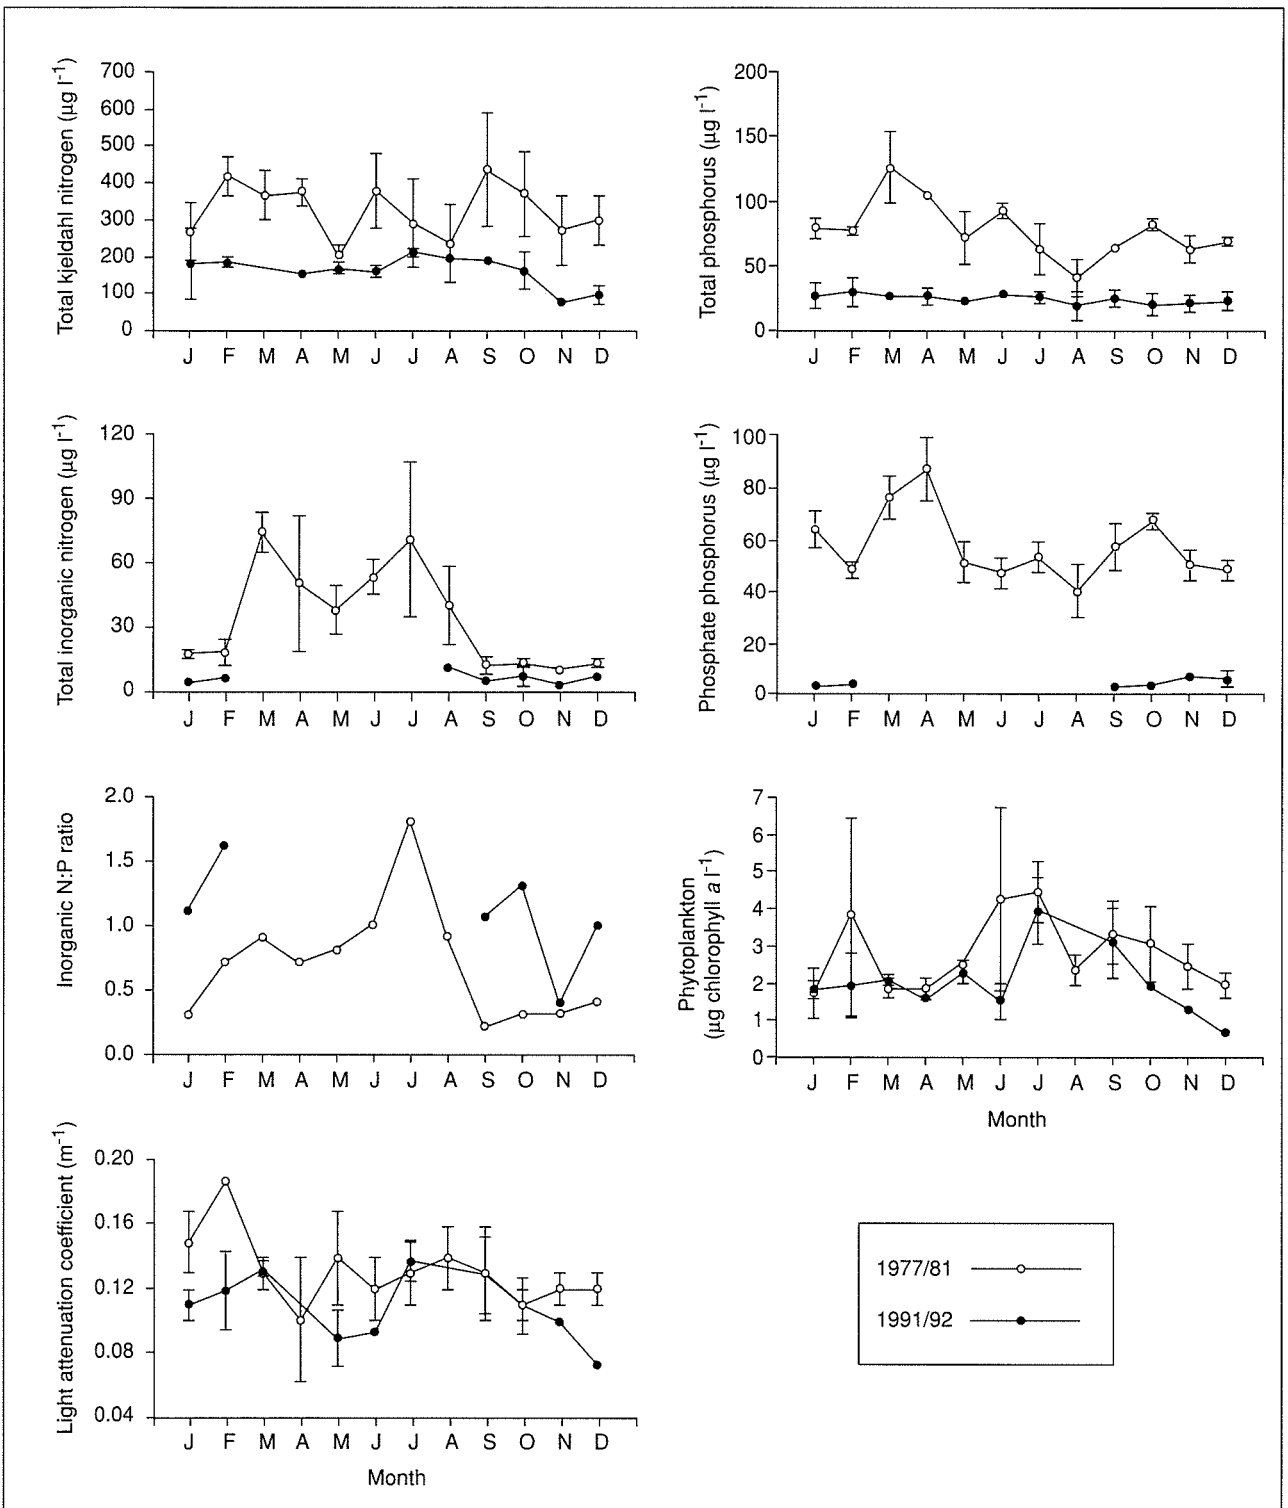 Total kjeldahl nitrogen (µg l⁻¹)
700
600
500
400
300
200
100
0
J F M A M J J A S O N D
Total phosphorus (µg l⁻¹)
200
150
100
50
0
J F M A M J J A S O N D
Total inorganic nitrogen (µg l⁻¹)
120
90
60
30
0
J F M A M J J A S O N D
Phosphate phosphorus (µg l⁻¹)
100
80
60
40
20
0
J F M A M J J A S O N D
Inorganic N:P ratio
2.0
1.5
1.0
0.5
0.0
J F M A M J J A S O N D
Phytoplankton
(µg chlorophyll a l⁻¹)
7
6
5
4
3
2
1
0
J F M A M J J A S O N D
Month
Light attenuation coefficient (m⁻¹)
0.20
0.16
0.12
0.08
0.04
J F M A M J J A S O N D
Month
1977/81
1991/92